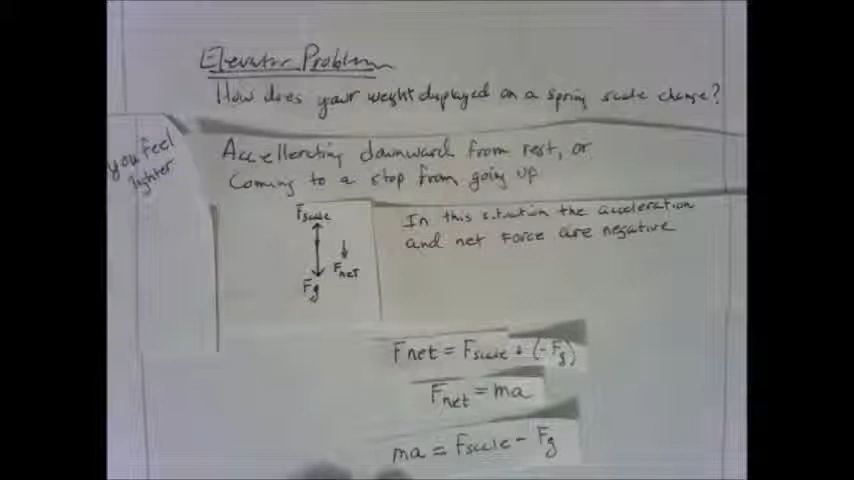 Elevator Problem
How does your weight displayed on a spring scale change?
you feel
lighter
Accellerating downward from rest, or
Coming to a stop from going up
Fscale
Fnet
Fg
In this situation the acceleration
and net force are negative
Fnet = Fscale + (-Fg)
Fnet = ma
ma = Fscale - Fg